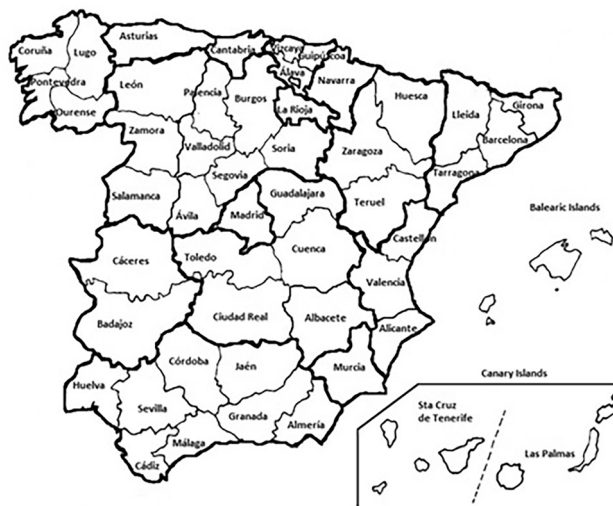 Asturias
Coruña
Lugo
Cantabria
Vizcaya
Guipúzcoa
Álava
Navarra
Pontevedra
León
Palencia
Burgos
La Rioja
Huesca
Lleida
Girona
Ourense
Zamora
Valladolid
Soria
Zaragoza
Barcelona
Tarragona
Segovia
Salamanca
Ávila
Madrid
Guadalajara
Teruel
Balearic Islands
Castellón
Cáceres
Toledo
Cuenca
Valencia
Badajoz
Ciudad Real
Albacete
Alicante
Córdoba
Jaén
Murcia
Canary Islands
Huelva
Sevilla
Granada
Almería
Sta Cruz
de Tenerife
Málaga
Las Palmas
Cádiz